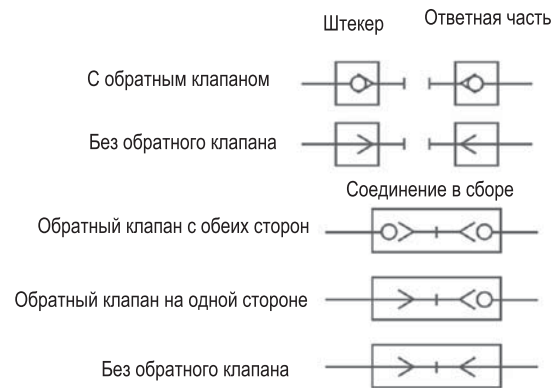 Штекер
Ответная часть
С обратным клапаном
Без обратного клапана
Соединение в сборе
Обратный клапан с обеих сторон
Обратный клапан на одной стороне
Без обратного клапана